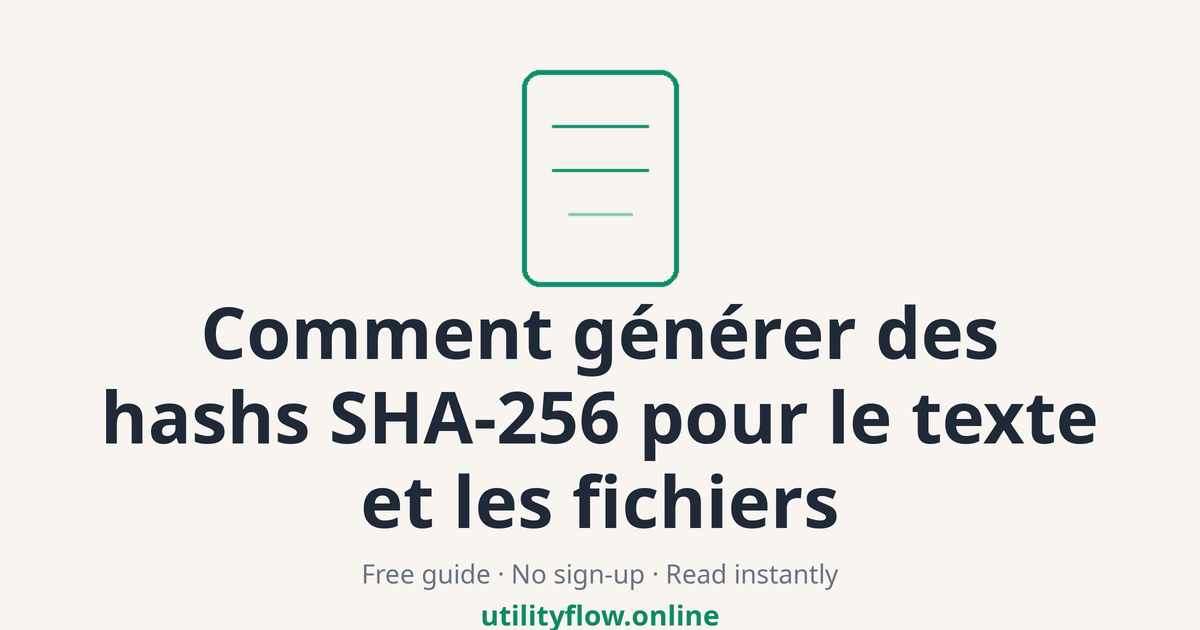 Comment générer des
hashs SHA-256 pour le texte
et les fichiers
Free guide · No sign-up · Read instantly
utilityflow.online